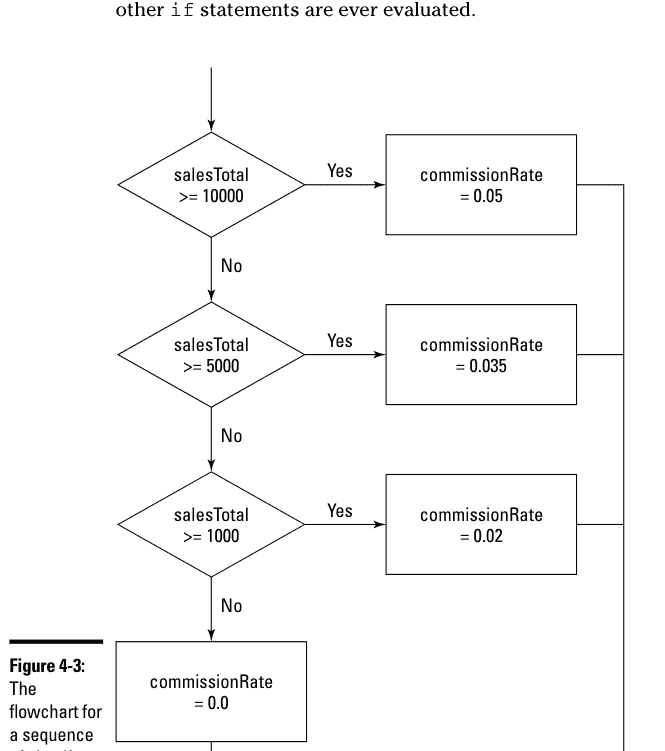 other if statements are ever evaluated.
salesTotal
>= 10000
Yes
commissionRate
= 0.05
No
salesTotal
>= 5000
Yes
commissionRate
= 0.035
No
salesTotal
>= 1000
Yes
commissionRate
= 0.02
No
commissionRate
= 0.0
Figure 4-3:
The
flowchart for
a sequence